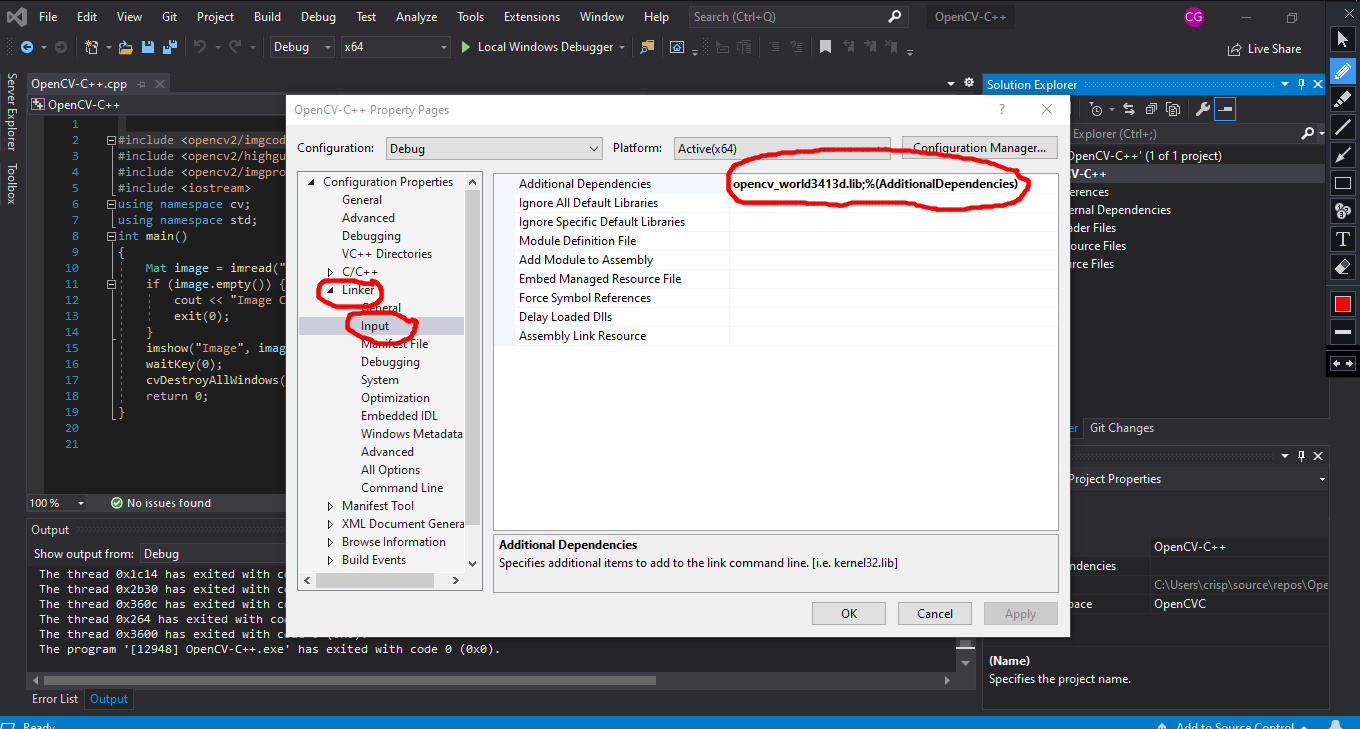 File Edit View Git Project Build Debug Test Analyze Tools Extensions Window Help Search (Ctrl+Q) OpenCV-C++ CG
Debug x64 Local Windows Debugger Live Share
Server Explorer
Toolbox
OpenCV-C++.cpp
OpenCV-C++
1
2 #include <opencv2/imgcod
3 #include <opencv2/highgu
4 #include <opencv2/imgpro
5 #include <iostream>
6 using namespace cv;
7 using namespace std;
8 int main()
9 {
10 Mat image = imread("
11 if (image.empty()) {
12 cout << "Image C
13 exit(0);
14 }
15 imshow("Image", imag
16 waitKey(0);
17 cvDestroyAllWindows(
18 return 0;
19 }
20
21
100 % No issues found
OpenCV-C++ Property Pages ?
Configuration: Debug Platform: Active(x64) Configuration Manager...
Configuration Properties
General
Advanced
Debugging
VC++ Directories
C/C++
Linker
General
Input
Manifest File
Debugging
System
Optimization
Embedded IDL
Windows Metadata
Advanced
All Options
Command Line
Manifest Tool
XML Document Genera
Browse Information
Build Events
Additional Dependencies opencv_world3413d.lib;%(AdditionalDependencies)
Ignore All Default Libraries
Ignore Specific Default Libraries
Module Definition File
Add Module to Assembly
Embed Managed Resource File
Force Symbol References
Delay Loaded Dlls
Assembly Link Resource
Additional Dependencies
Specifies additional items to add to the link command line. [i.e. kernel32.lib]
OK Cancel Apply
Solution Explorer
Explorer (Ctrl+;)
OpenCV-C++' (1 of 1 project)
V-C++
erences
ernal Dependencies
ader Files
ource Files
rce Files
er Git Changes
Project Properties
OpenCV-C++
ndencies
C:\Users\crisp\source\repos\Ope
pace OpenCVC
(Name)
Specifies the project name.
Output
Show output from: Debug
The thread 0x1c14 has exited with co
The thread 0x2b30 has exited with co
The thread 0x360c has exited with co
The thread 0x264 has exited with cod
The thread 0x3600 has exited with code 0 (0x0).
The program '[12948] OpenCV-C++.exe' has exited with code 0 (0x0).
Error List Output
Ready Add to Source Control
T